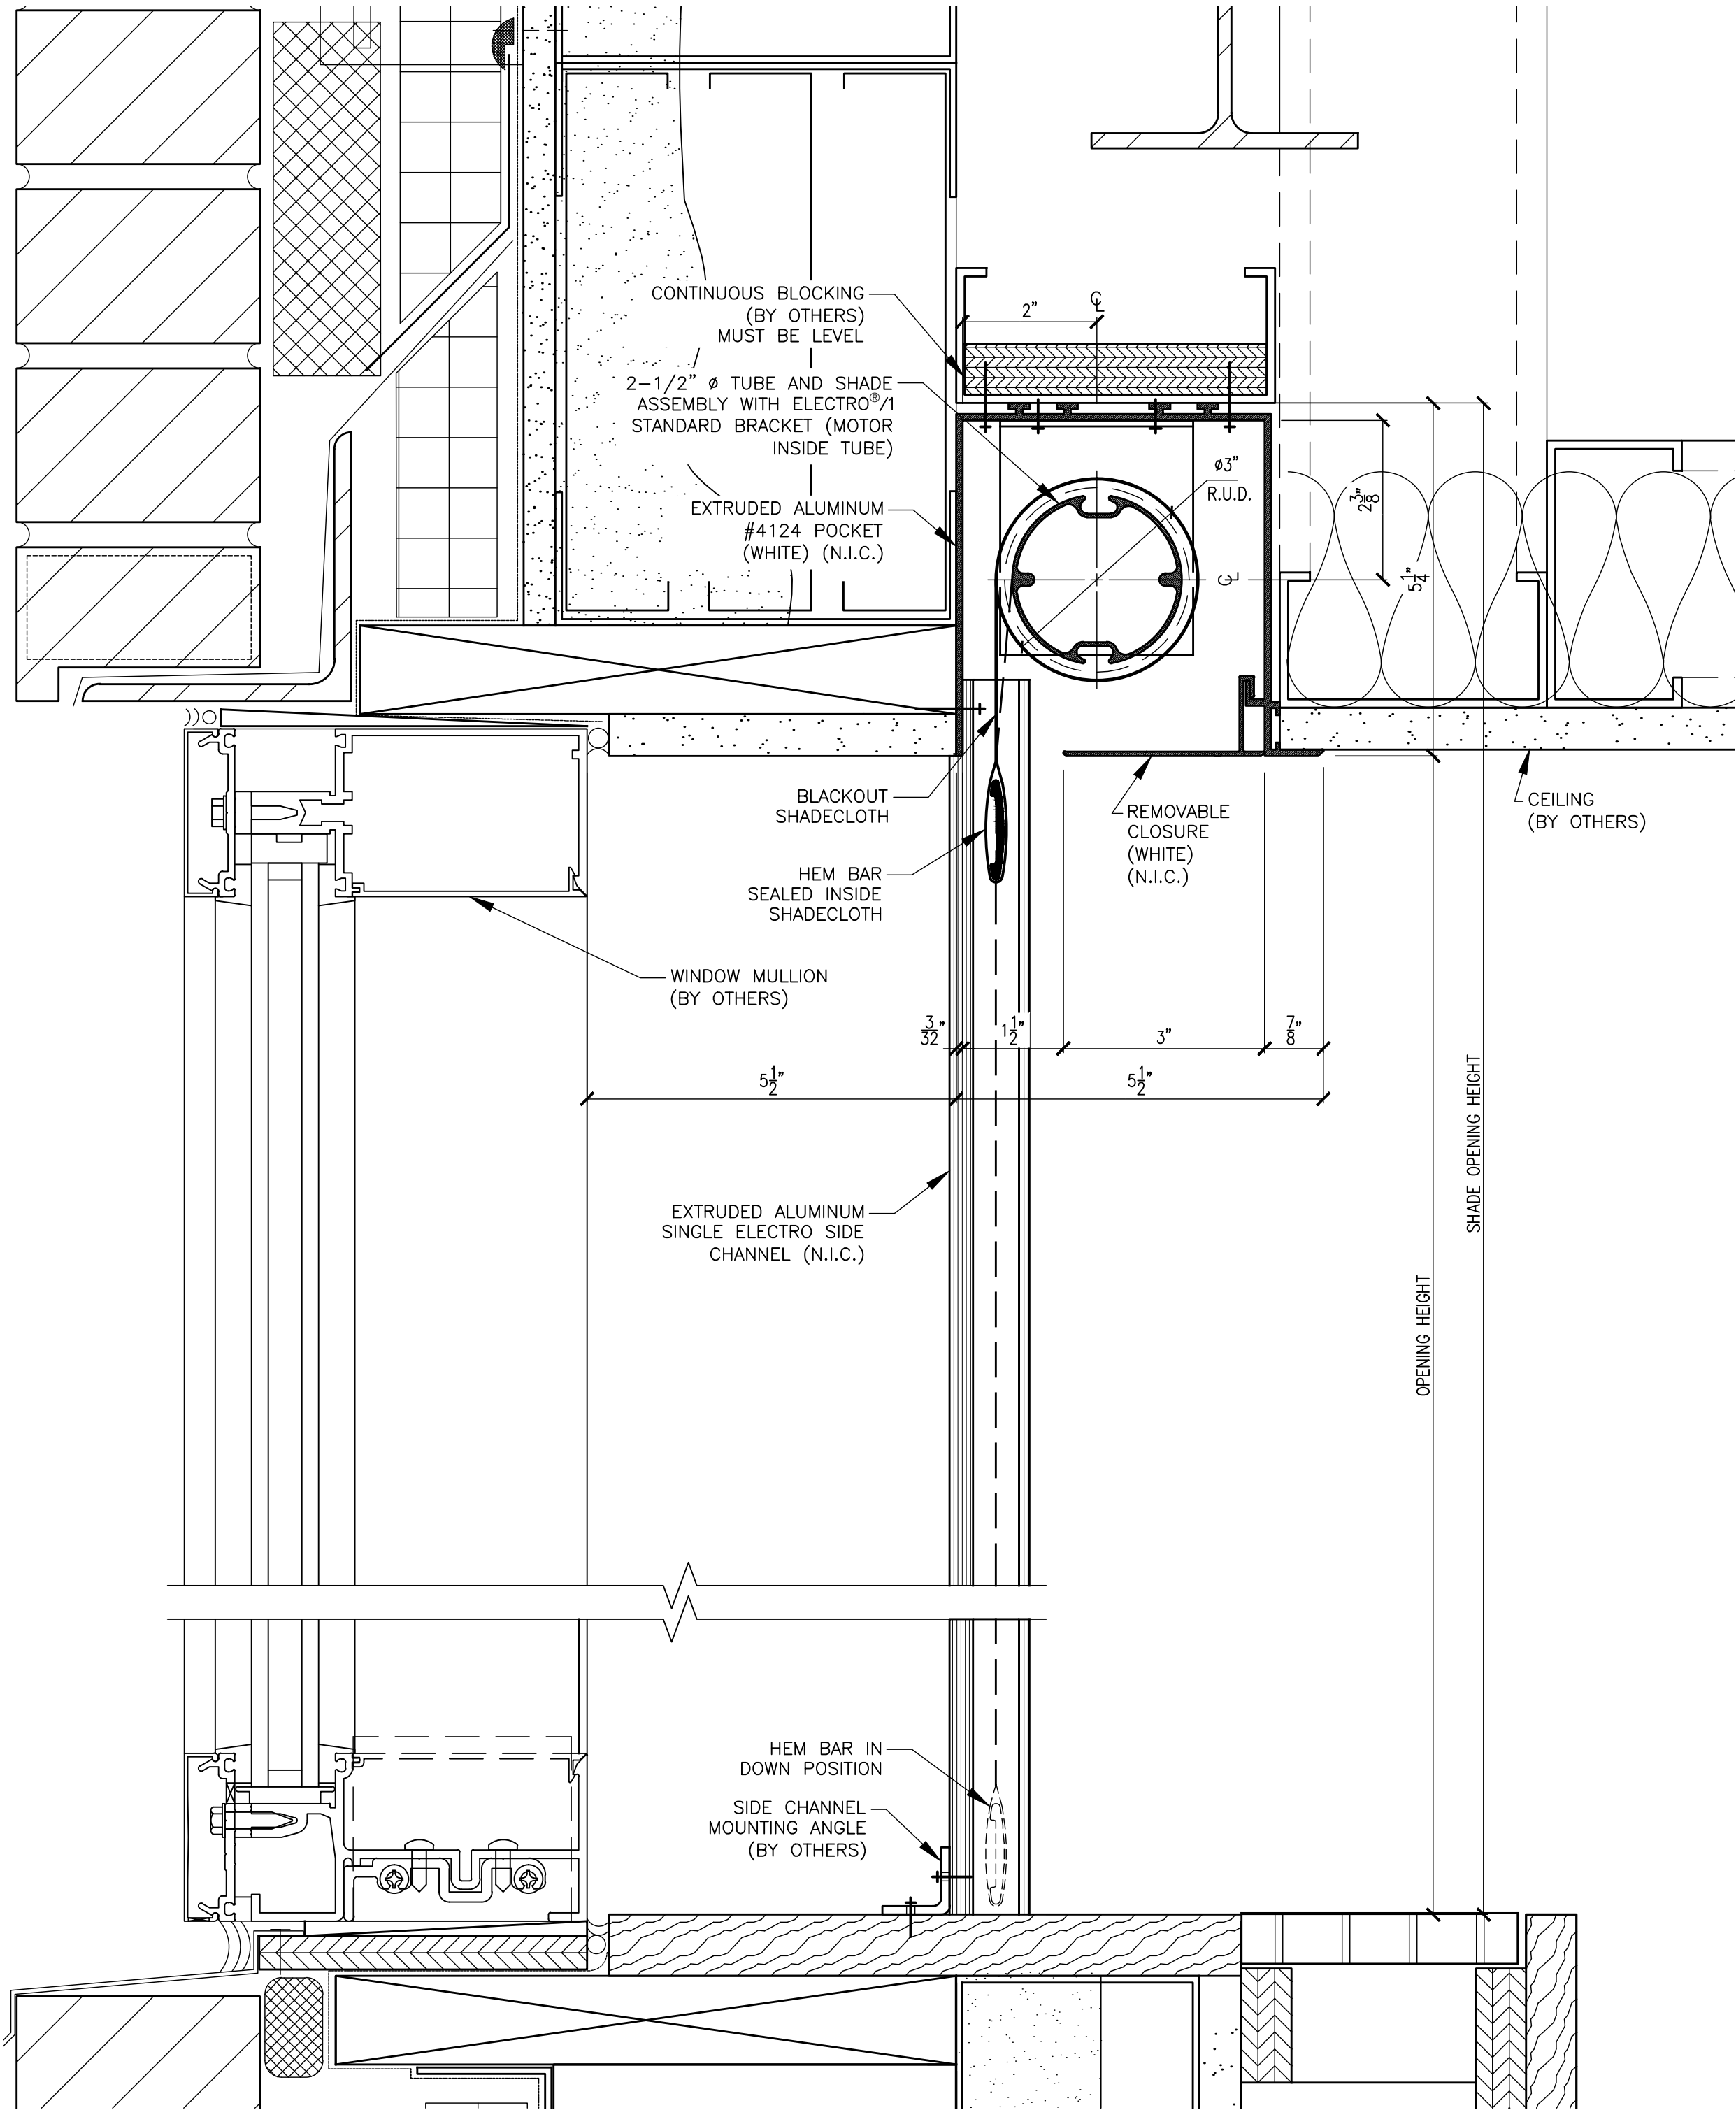 CONTINUOUS BLOCKING
(BY OTHERS)
MUST BE LEVEL
2"
CL
2-1/2" ø TUBE AND SHADE
ASSEMBLY WITH ELECTRO®/1
STANDARD BRACKET (MOTOR
INSIDE TUBE)
ø3"
R.U.D.
2 3/8"
EXTRUDED ALUMINUM
#4124 POCKET
(WHITE) (N.I.C.)
CL
5 1/4"
BLACKOUT
SHADECLOTH
REMOVABLE
CLOSURE
(WHITE)
(N.I.C.)
CEILING
(BY OTHERS)
HEM BAR
SEALED INSIDE
SHADECLOTH
WINDOW MULLION
(BY OTHERS)
3/32"
1 1/2"
3"
7/8"
5 1/2"
5 1/2"
SHADE OPENING HEIGHT
EXTRUDED ALUMINUM
SINGLE ELECTRO SIDE
CHANNEL (N.I.C.)
OPENING HEIGHT
HEM BAR IN
DOWN POSITION
SIDE CHANNEL
MOUNTING ANGLE
(BY OTHERS)